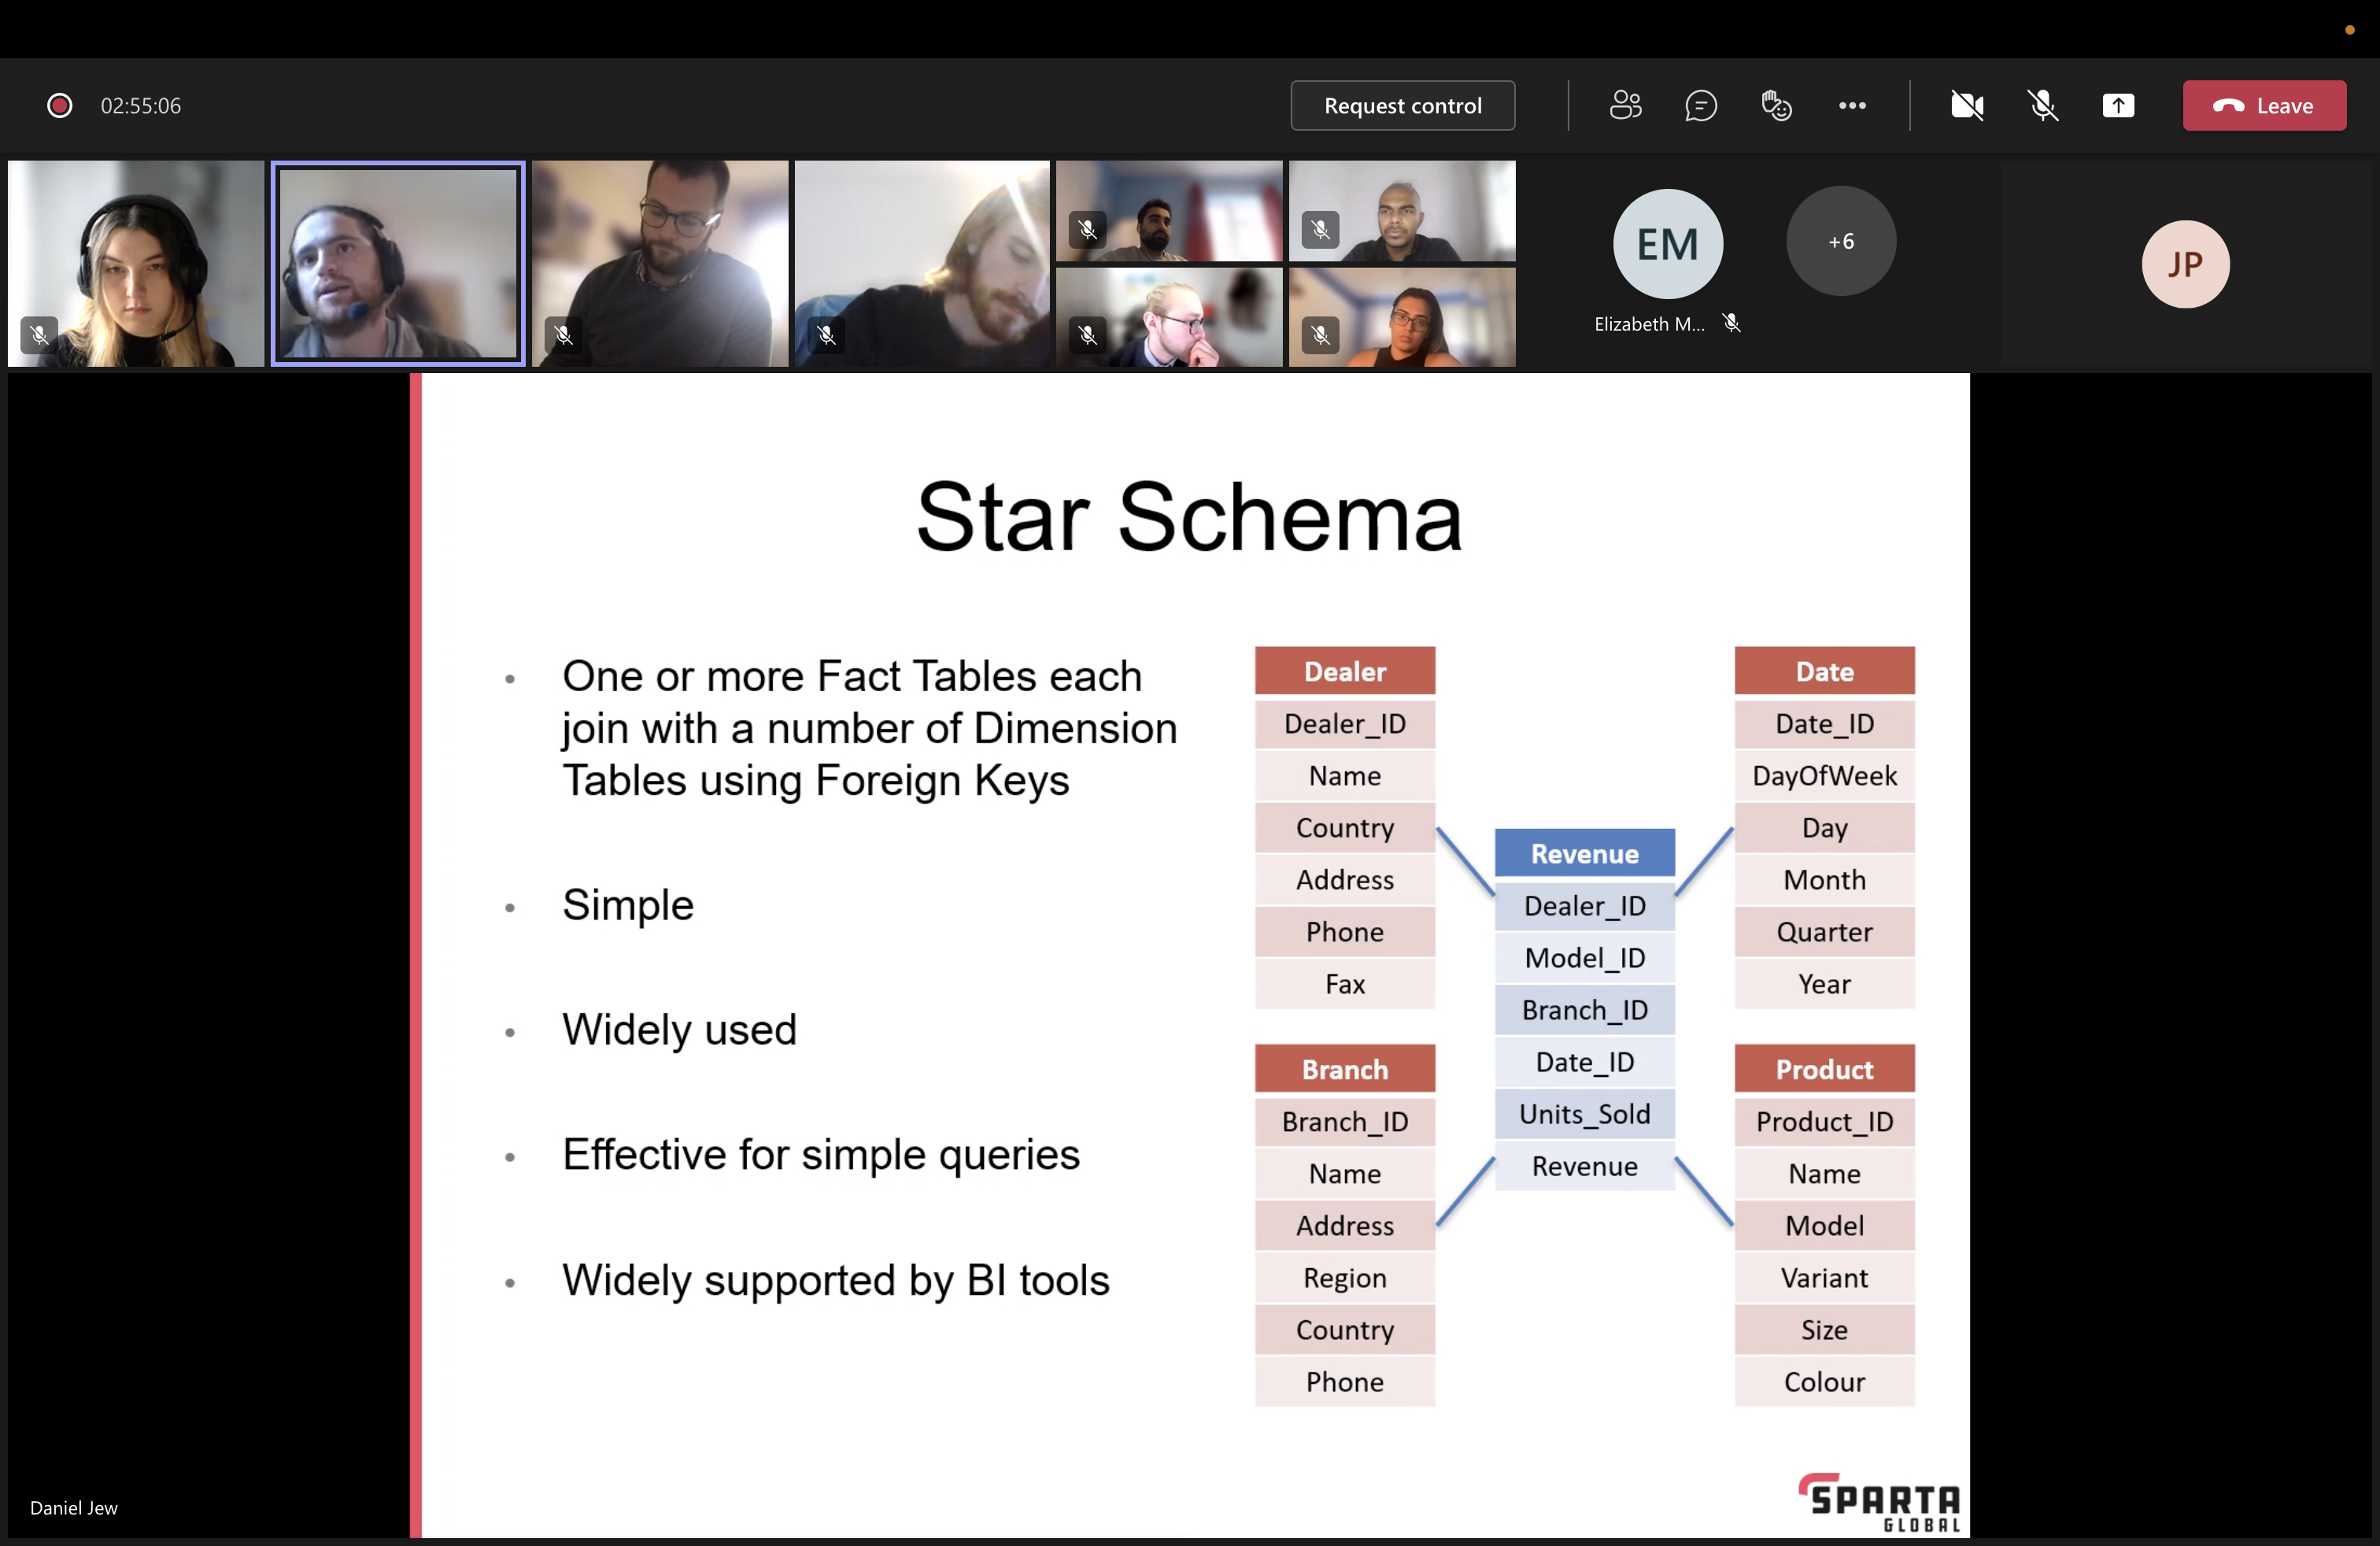 02:55:06
Request control
Leave
EM
+6
JP
Elizabeth M...
Star Schema
• One or more Fact Tables each
join with a number of Dimension
Tables using Foreign Keys
• Simple
• Widely used
• Effective for simple queries
• Widely supported by BI tools
Dealer
Dealer_ID
Name
Country
Address
Phone
Fax
Date
Date_ID
DayOfWeek
Day
Month
Quarter
Year
Revenue
Dealer_ID
Model_ID
Branch_ID
Date_ID
Units_Sold
Revenue
Branch
Branch_ID
Name
Address
Region
Country
Phone
Product
Product_ID
Name
Model
Variant
Size
Colour
Daniel Jew
SPARTA
GLOBAL